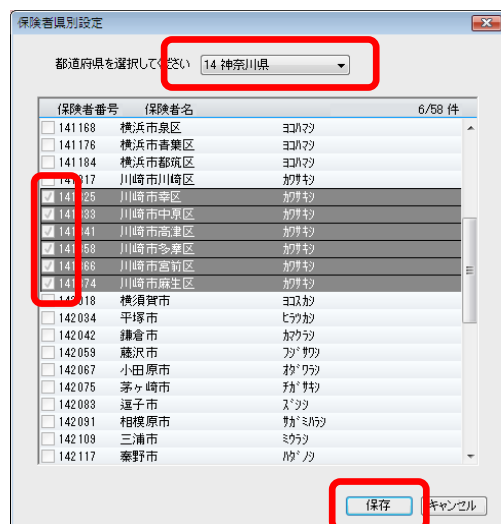 保険者県別設定
都道府県を選択してください 14 神奈川県
保険者番号 保険者名 6/58 件
141168 横浜市泉区 ﾖｺﾊﾏｼ
141176 横浜市青葉区 ﾖｺﾊﾏｼ
141184 横浜市都筑区 ﾖｺﾊﾏｼ
141317 川崎市川崎区 ｶﾜｻｷｼ
141325 川崎市幸区 ｶﾜｻｷｼ
141333 川崎市中原区 ｶﾜｻｷｼ
141341 川崎市高津区 ｶﾜｻｷｼ
141358 川崎市多摩区 ｶﾜｻｷｼ
141366 川崎市宮前区 ｶﾜｻｷｼ
141374 川崎市麻生区 ｶﾜｻｷｼ
142018 横須賀市 ﾖｺｽｶｼ
142034 平塚市 ﾋﾗﾂｶｼ
142042 鎌倉市 ｶﾏｸﾗｼ
142059 藤沢市 ﾌｼﾞｻﾜｼ
142067 小田原市 ｵﾀﾞﾜﾗｼ
142075 茅ヶ崎市 ﾁｶﾞｻｷｼ
142083 逗子市 ｽﾞｼｼ
142091 相模原市 ｻｶﾞﾐﾊﾗｼ
142109 三浦市 ﾐｳﾗｼ
142117 秦野市 ﾊﾀﾞﾉｼ
保存 キャンセル